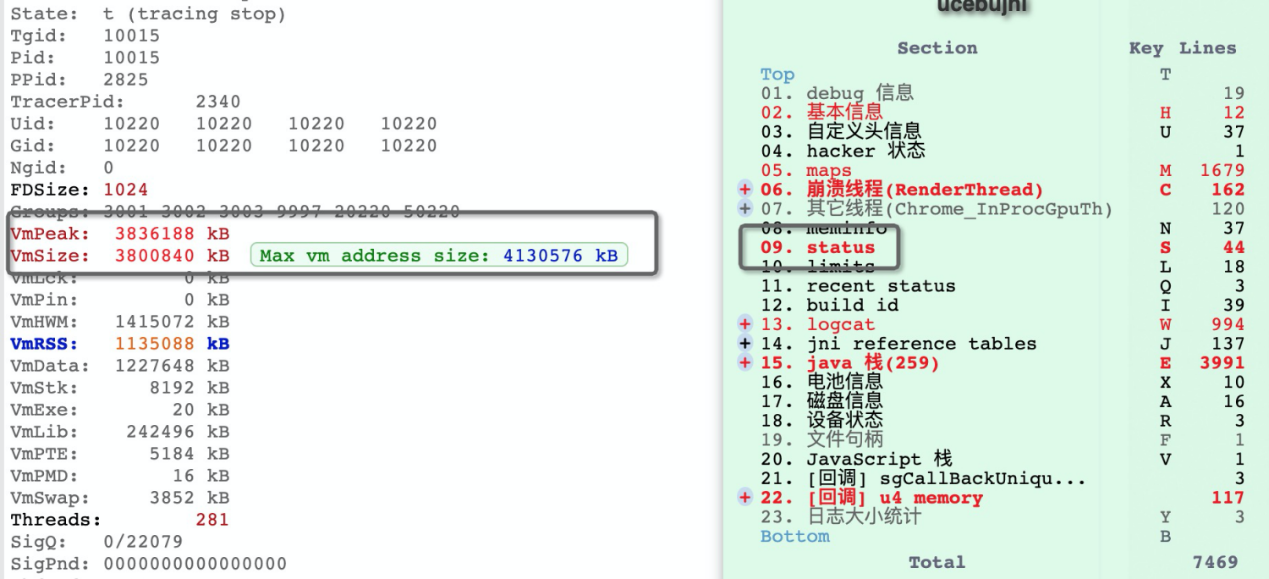 State: t (tracing stop)
Tgid: 10015
Pid: 10015
PPid: 2825
TracerPid: 2340
Uid: 10220 10220 10220 10220
Gid: 10220 10220 10220 10220
Ngid: 0
FDSize: 1024
Groups: 3001 3002 3003 9997 20220 50220
VmPeak: 3836188 kB
VmSize: 3800840 kB Max vm address size: 4130576 kB
VmLck: 0 kB
VmPin: 0 kB
VmHWM: 1415072 kB
VmRSS: 1135088 kB
VmData: 1227648 kB
VmStk: 8192 kB
VmExe: 20 kB
VmLib: 242496 kB
VmPTE: 5184 kB
VmPMD: 16 kB
VmSwap: 3852 kB
Threads: 281
SigQ: 0/22079
SigPnd: 0000000000000000
ucebujni
Section Key Lines
Top T
01. debug 信息 19
02. 基本信息 H 12
03. 自定义头信息 U 37
04. hacker 状态 1
05. maps M 1679
+ 06. 崩溃线程(RenderThread) C 162
+ 07. 其它线程(Chrome_InProcGpuTh) 120
08. meminfo N 37
09. status S 44
10. limits L 18
11. recent status Q 3
12. build id I 39
+ 13. logcat W 994
+ 14. jni reference tables J 137
+ 15. java 栈(259) E 3991
16. 电池信息 X 10
17. 磁盘信息 A 16
18. 设备状态 R 3
19. 文件句柄 F 1
20. JavaScript 栈 V 1
21. [回调] sgCallBackUniqu... 3
+ 22. [回调] u4 memory 117
23. 日志大小统计 Y 3
Bottom B
Total 7469